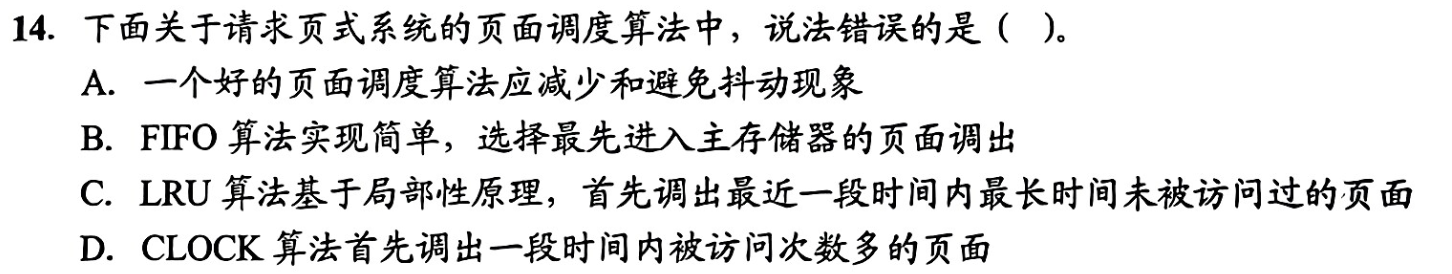 14. 下面关于请求页式系统的页面调度算法中，说法错误的是（ ）。
A. 一个好的页面调度算法应减少和避免抖动现象
B. FIFO 算法实现简单，选择最先进入主存储器的页面调出
C. LRU 算法基于局部性原理，首先调出最近一段时间内最长时间未被访问过的页面
D. CLOCK 算法首先调出一段时间内被访问次数多的页面